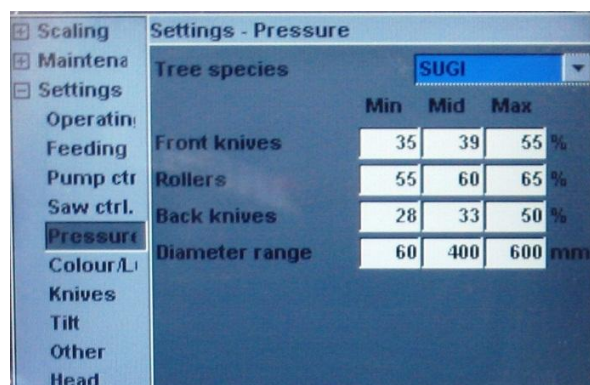 Scaling
Maintena
Settings
Operatin
Feeding
Pump ctr
Saw ctrl.
Pressure
Colour/L
Knives
Tilt
Other
Head
Settings - Pressure
Tree species SUGI
Min Mid Max
Front knives 35 39 55 %
Rollers 55 60 65 %
Back knives 28 33 50 %
Diameter range 60 400 600 mm